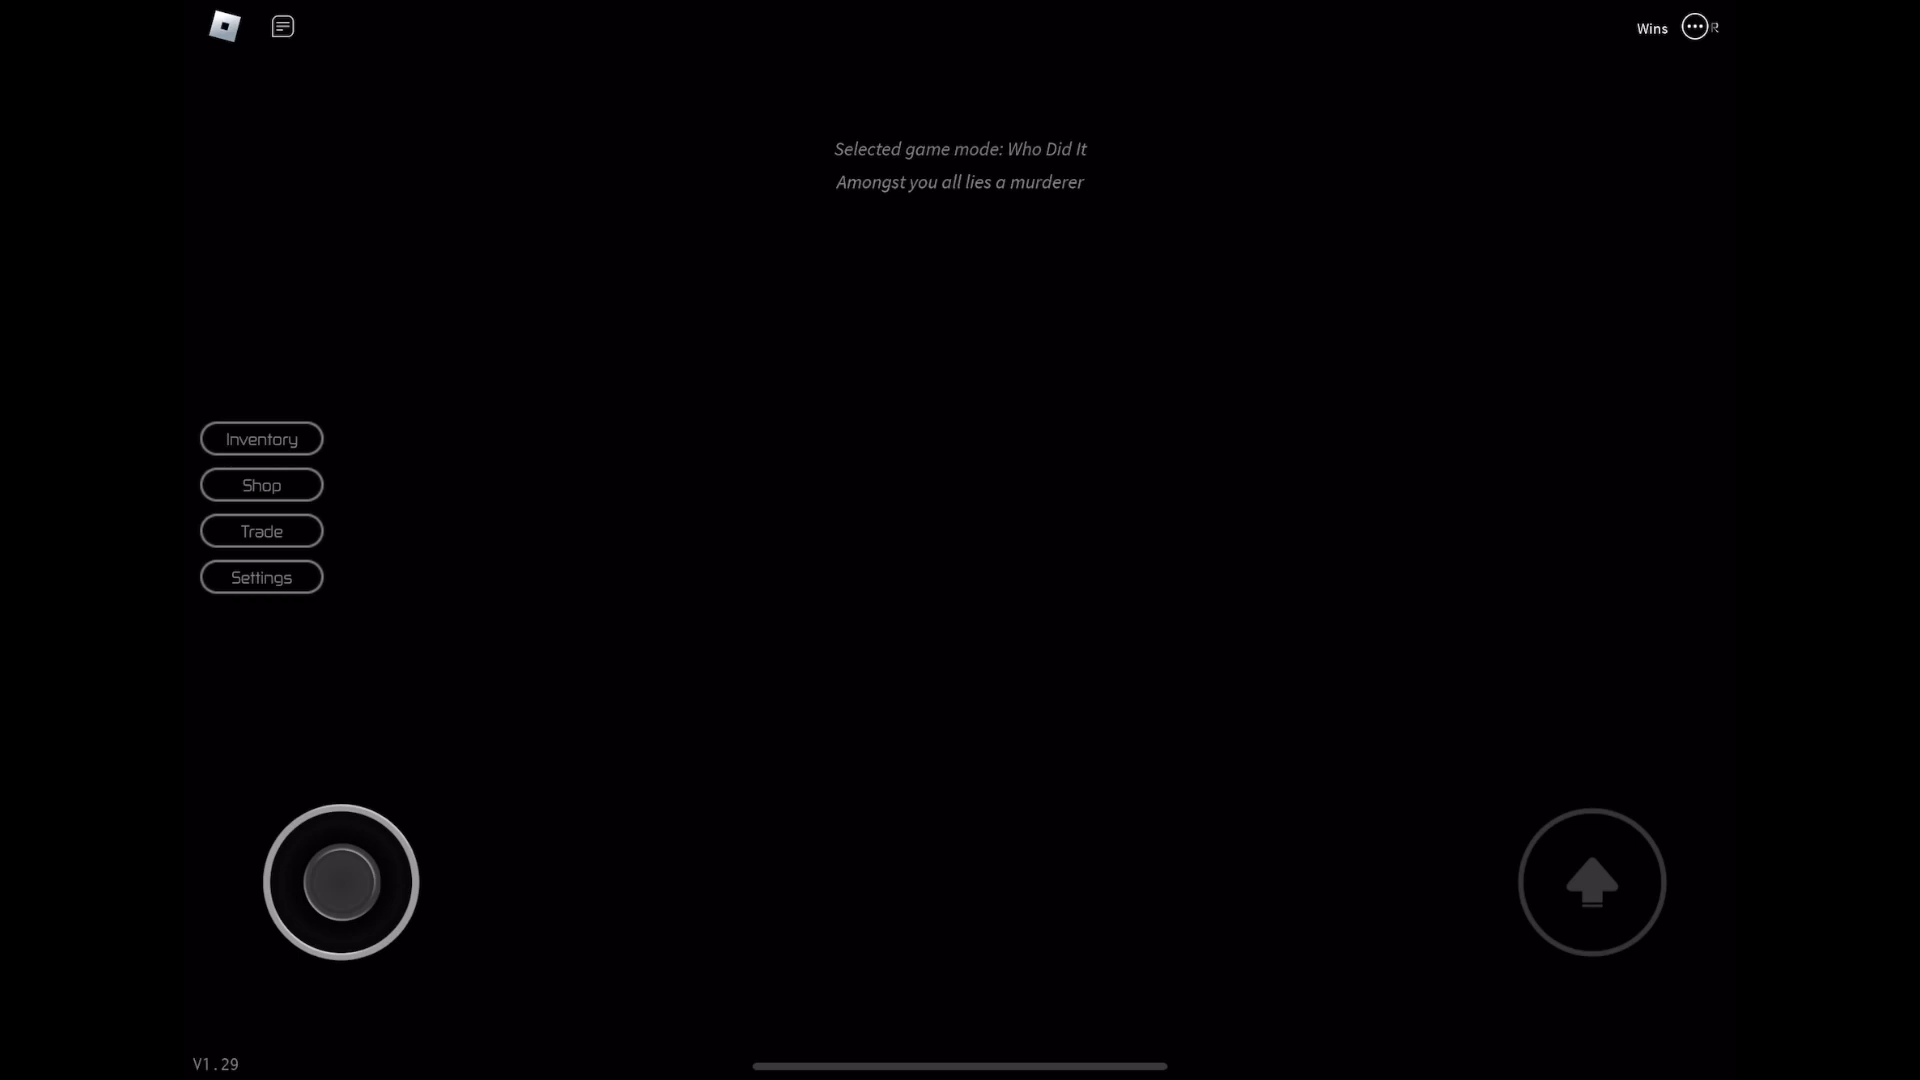 Wins
R
Selected game mode: Who Did It
Amongst you all lies a murderer
Inventory
Shop
Trade
Settings
V1.29